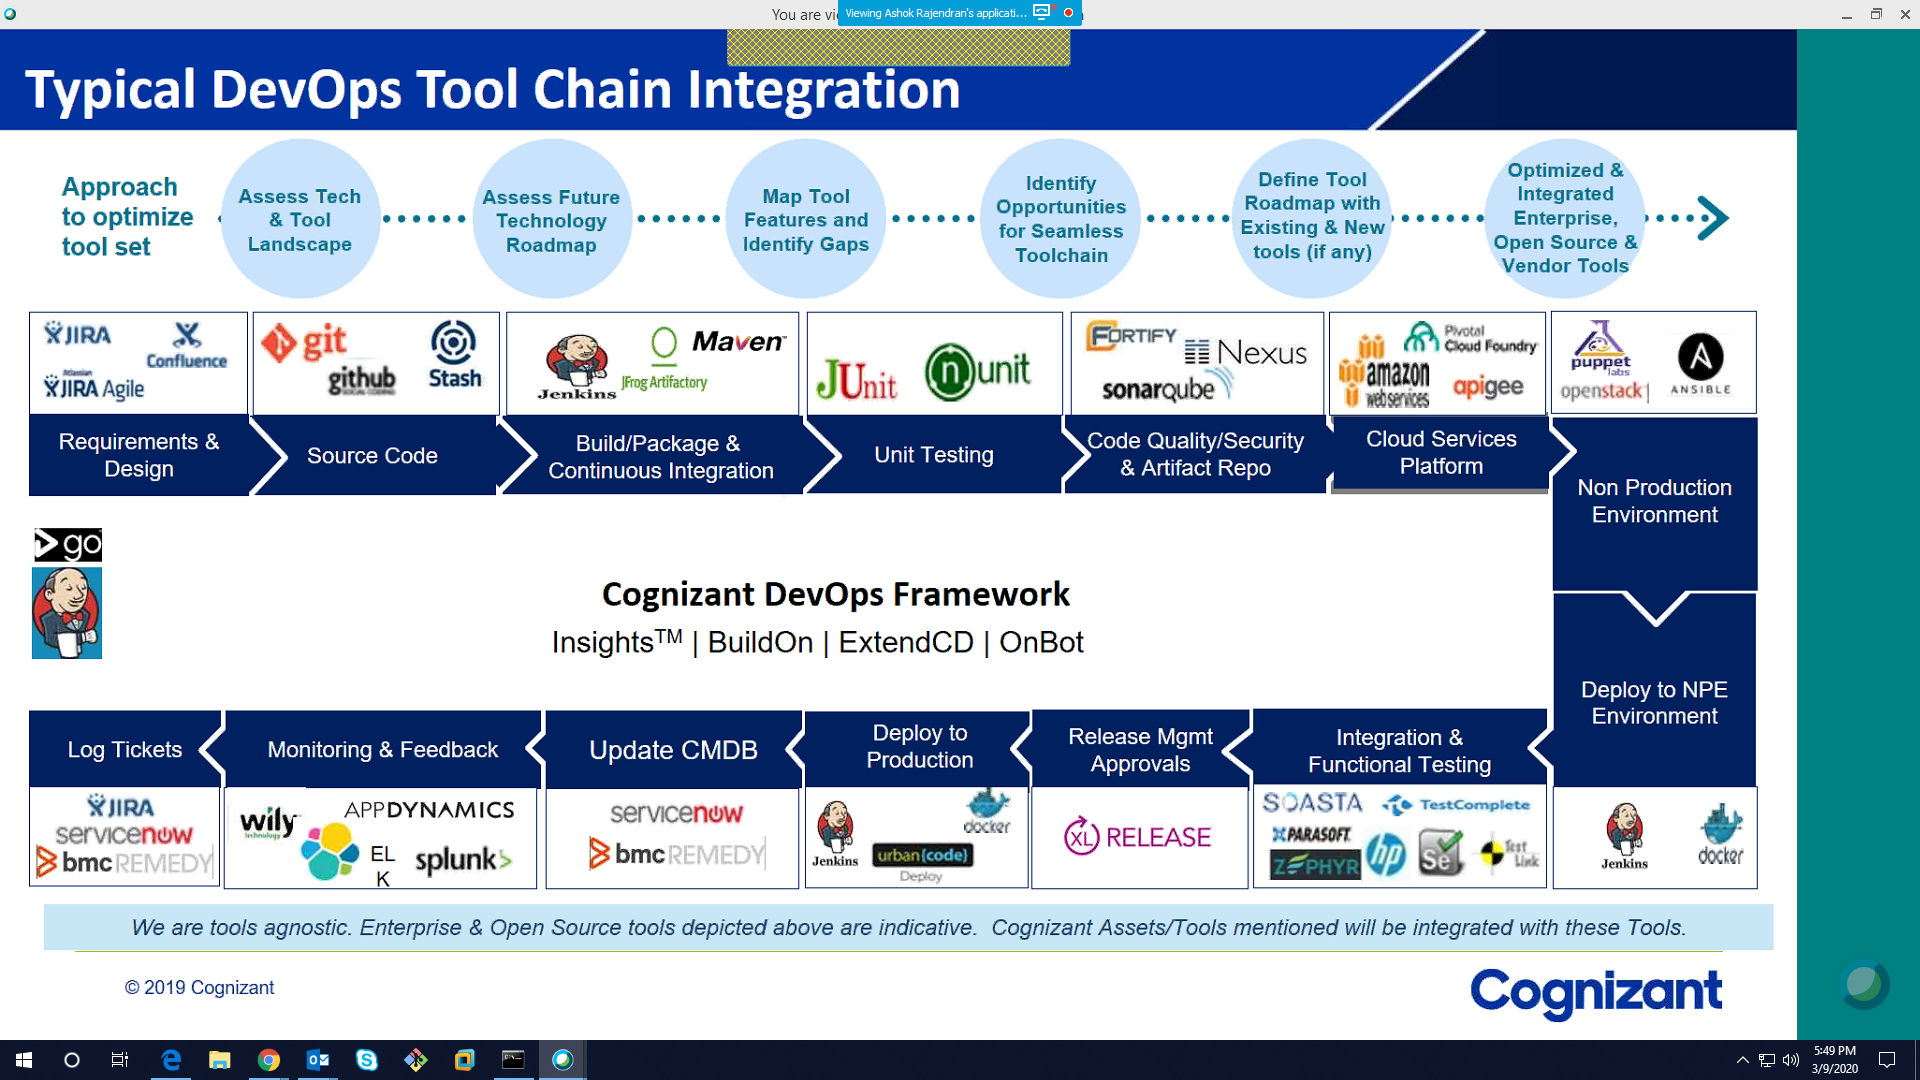 You are vi
Viewing Ashok Rajendran's applicati...
Typical DevOps Tool Chain Integration
Approach
to optimize
tool set
Assess Tech
& Tool
Landscape
Assess Future
Technology
Roadmap
Map Tool
Features and
Identify Gaps
Identify
Opportunities
for Seamless
Toolchain
Define Tool
Roadmap with
Existing & New
tools (if any)
Optimized &
Integrated
Enterprise,
Open Source &
Vendor Tools
JIRA
Confluence
Atlassian
JIRA Agile
git
github
SOCIAL CODING
Stash
Jenkins
JFrog Artifactory
Maven™
JUnit
nunit
FORTIFY
Nexus
sonarqube
Pivotal
Cloud Foundry
amazon
webservices
apigee
puppet
labs
openstack
A
ANSIBLE
Requirements &
Design
Source Code
Build/Package &
Continuous Integration
Unit Testing
Code Quality/Security
& Artifact Repo
Cloud Services
Platform
Non Production
Environment
go
Cognizant DevOps Framework
Insights™ | BuildOn | ExtendCD | OnBot
Deploy to NPE
Environment
Log Tickets
Monitoring & Feedback
Update CMDB
Deploy to
Production
Release Mgmt
Approvals
Integration &
Functional Testing
JIRA
servicenow
bmc REMEDY
wily
technology
APPDYNAMICS
EL
K
splunk>
servicenow
bmc REMEDY
Jenkins
docker
urban{code}
Deploy
XL RELEASE
SOASTA
TestComplete
PARASOFT
ZEPHYR
hp
Se
Test
Link
Jenkins
docker
We are tools agnostic. Enterprise & Open Source tools depicted above are indicative.  Cognizant Assets/Tools mentioned will be integrated with these Tools.
© 2019 Cognizant
Cognizant
5:49 PM
3/9/2020